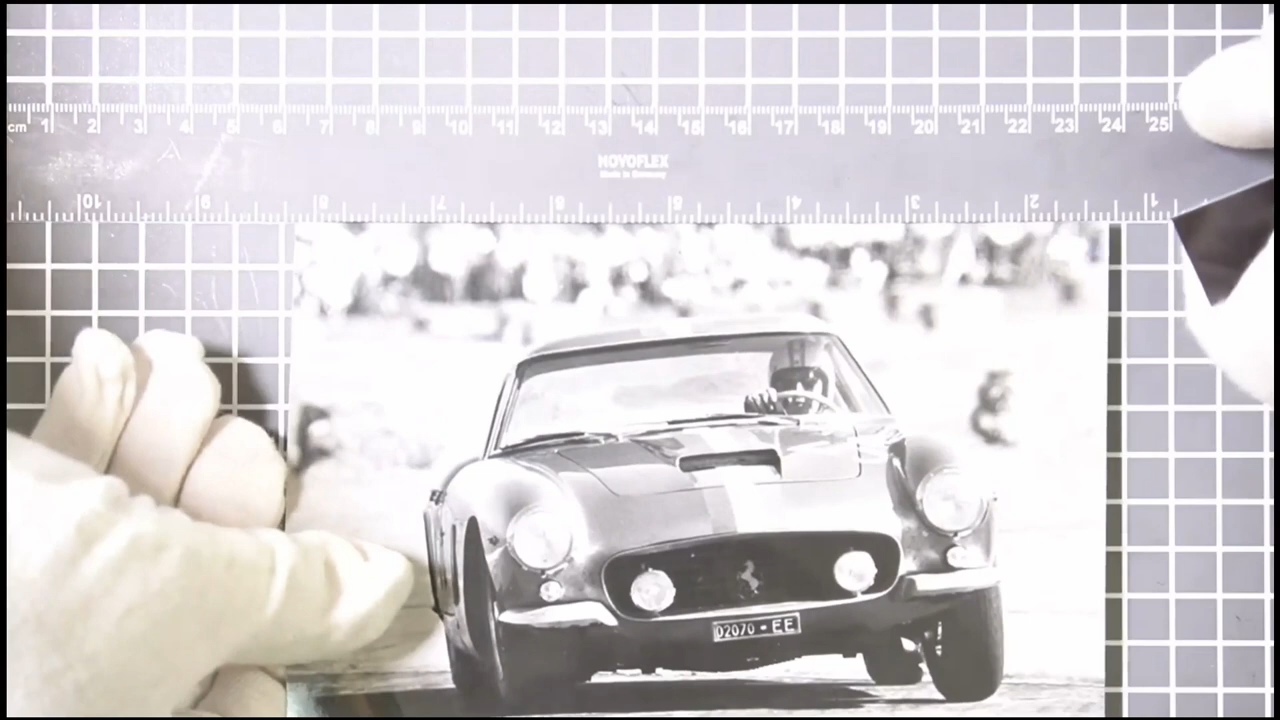 cm 1 2 3 4 5 6 7 8 9 10 11 12 13 14 15 16 17 18 19 20 21 22 23 24 25
NOVOFLEX
Made in Germany
10 9 8 7 6 5 4 3 2 1
02070 - EE